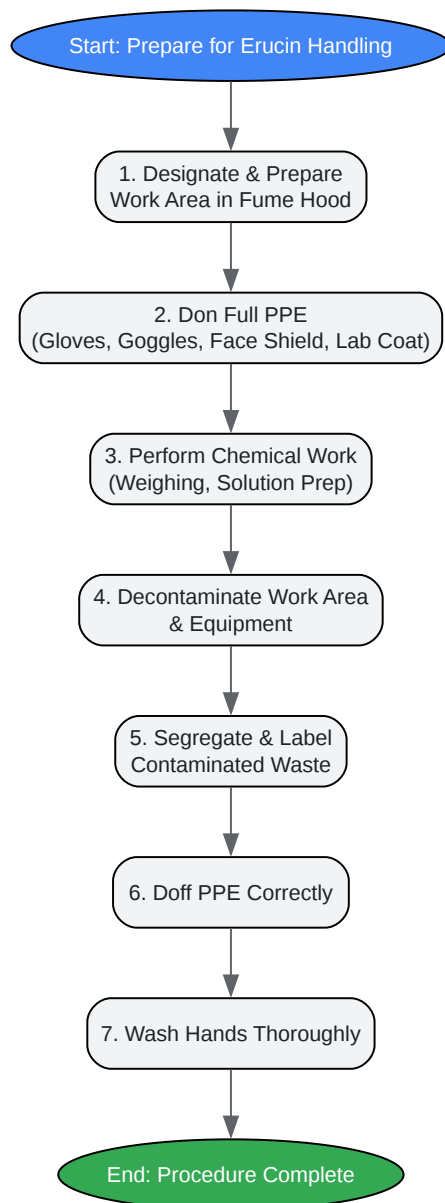 Start: Prepare for Erucin Handling
1. Designate & Prepare
Work Area in Fume Hood
2. Don Full PPE
(Gloves, Goggles, Face Shield, Lab Coat)
3. Perform Chemical Work
(Weighing, Solution Prep)
4. Decontaminate Work Area
& Equipment
5. Segregate & Label
Contaminated Waste
6. Doff PPE Correctly
7. Wash Hands Thoroughly
End: Procedure Complete